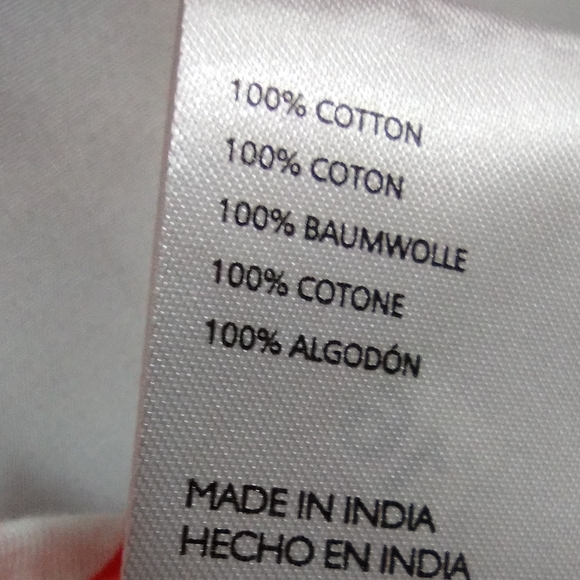 100% COTTON
100% COTON
100% BAUMWOLLE
100% COTONE
100% ALGODÓN
MADE IN INDIA
HECHO EN INDIA